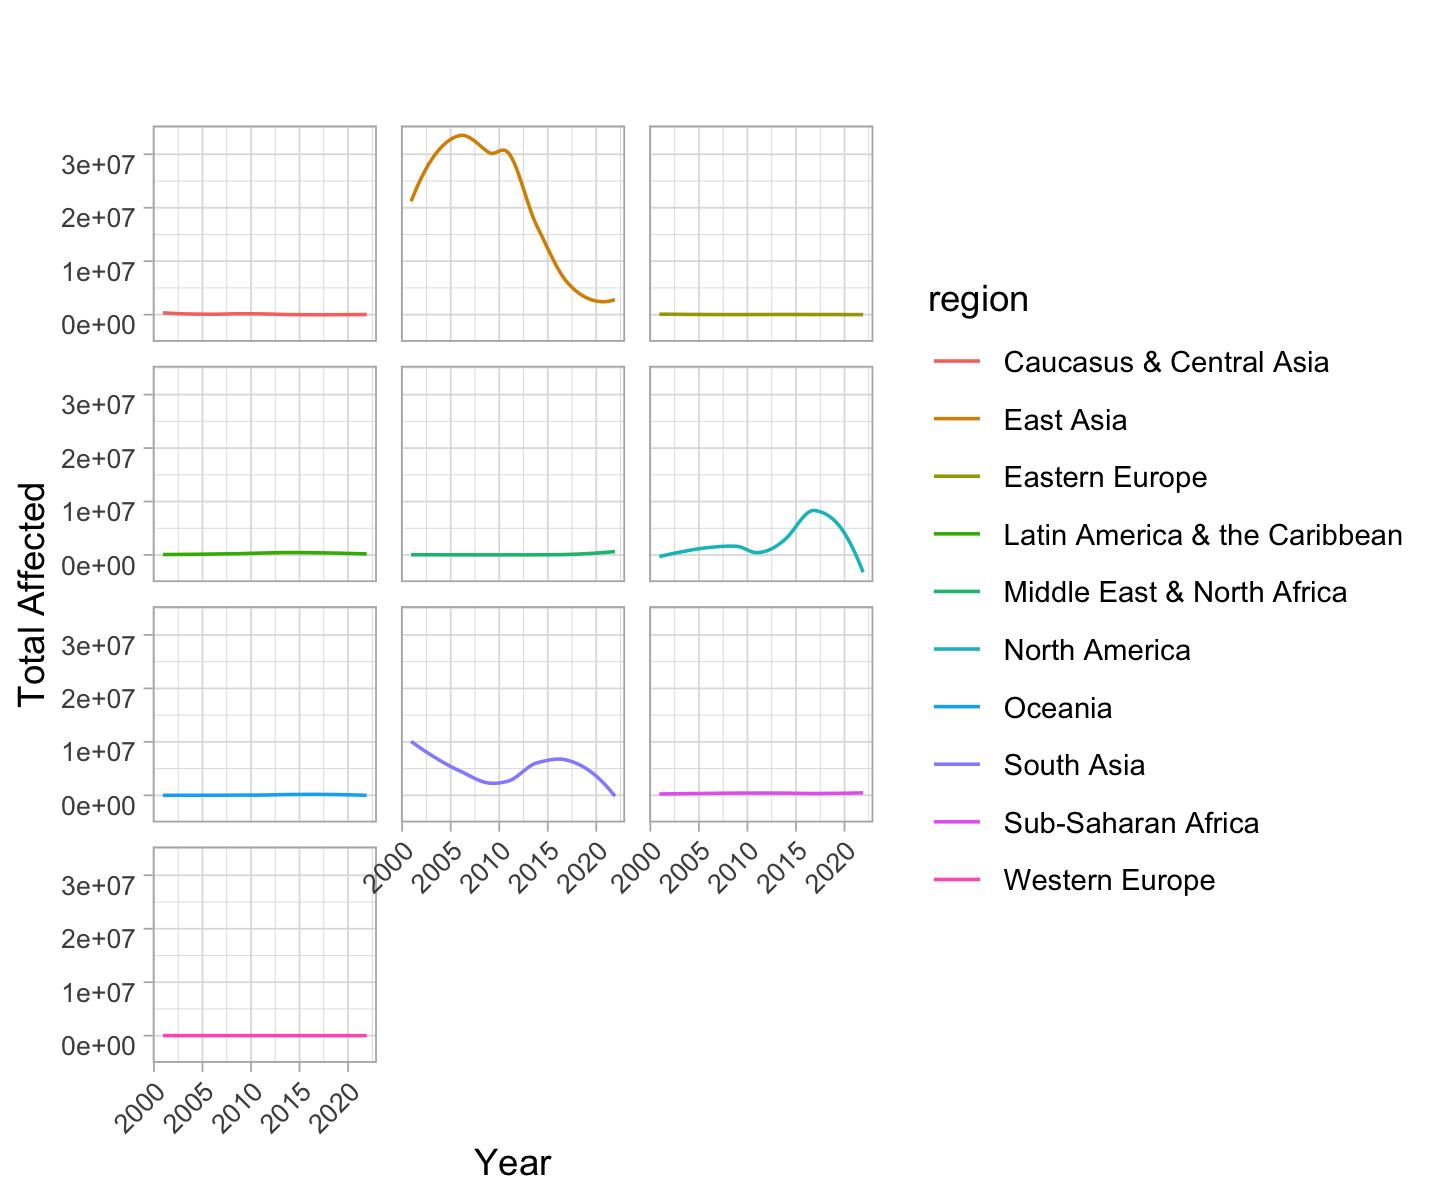 3e+07
2e+07
1e+07
0e+00
3e+07
2e+07
1e+07
0e+00
3e+07
2e+07
1e+07
0e+00
2000 2005 2010 2015 2020 2000 2005 2010 2015 2020
3e+07
2e+07
1e+07
0e+00
2000 2005 2010 2015 2020
Total Affected
Year
region
Caucasus & Central Asia
East Asia
Eastern Europe
Latin America & the Caribbean
Middle East & North Africa
North America
Oceania
South Asia
Sub-Saharan Africa
Western Europe